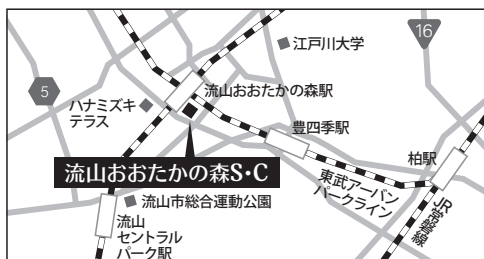 江戸川大学
16
5
流山おおたかの森駅
ハナミズキ
テラス
豊四季駅
柏駅
流山おおたかの森S・C
東武アーバン
パークライン
流山市総合運動公園
JR常磐線
流山
セントラル
パーク駅